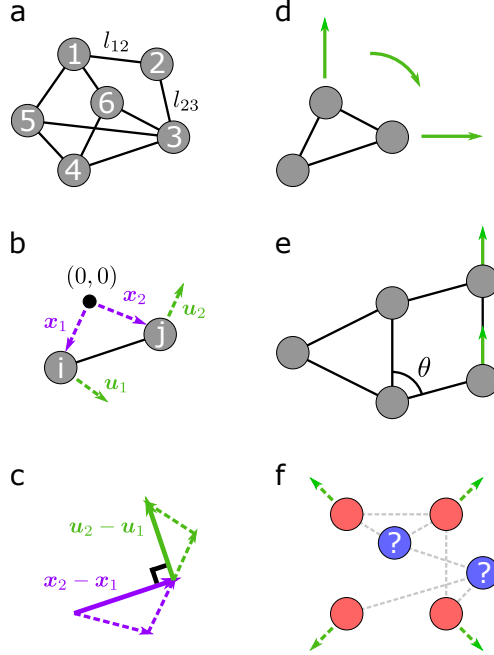 a
d
1
l₁₂
2
6
l₂₃
5
3
4
b
e
(0, 0)
x₂
x₁
u₂
j
i
u₁
θ
c
f
u₂ − u₁
?
x₂ − x₁
?